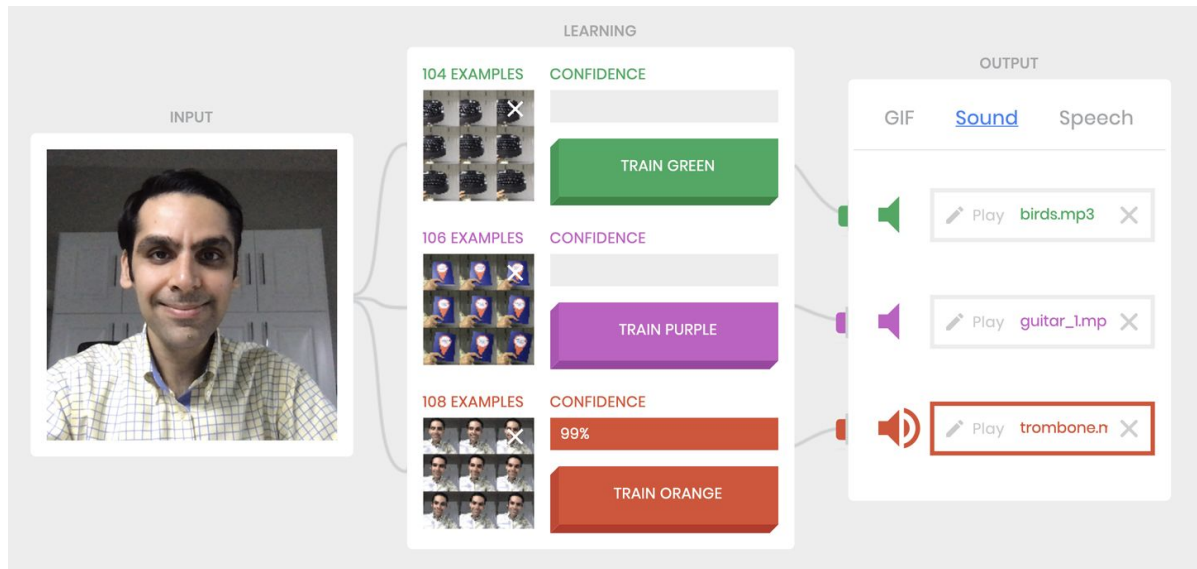 LEARNING
INPUT
OUTPUT
104 EXAMPLES CONFIDENCE
TRAIN GREEN
106 EXAMPLES CONFIDENCE
TRAIN PURPLE
108 EXAMPLES CONFIDENCE
99%
TRAIN ORANGE
GIF Sound Speech
Play birds.mp3
Play guitar_1.mp
Play trombone.m